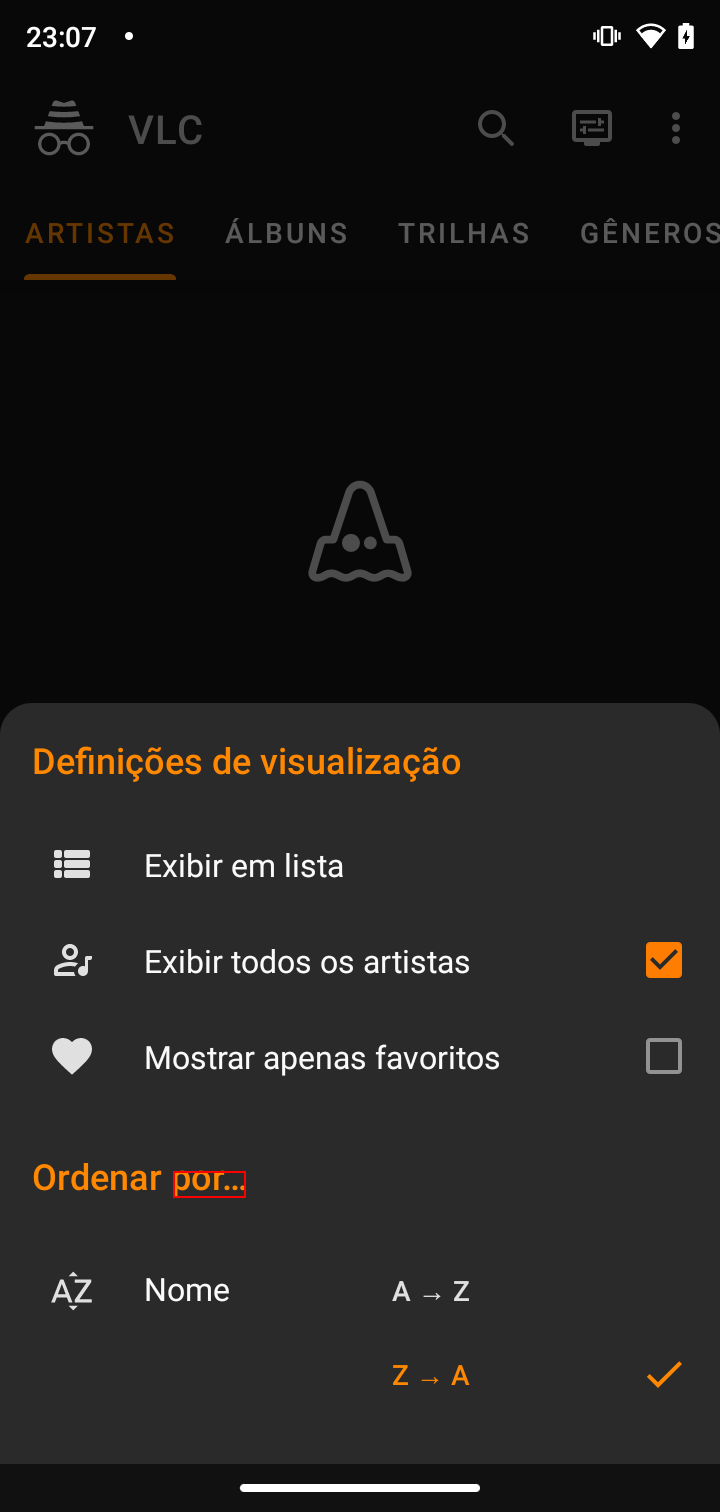 23:07
VLC
ARTISTAS ÁLBUNS TRILHAS GÊNEROS
Definições de visualização
Exibir em lista
Exibir todos os artistas
Mostrar apenas favoritos
Ordenar por...
AZ Nome A → Z
Z → A